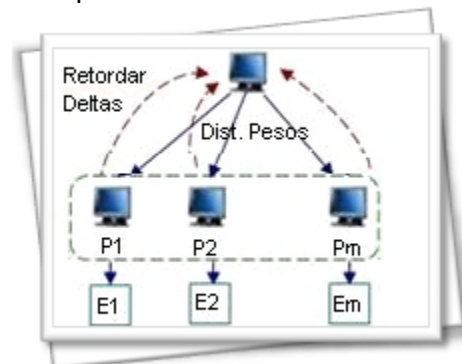 Retordar
Deltas
Dist. Pesos
P1 P2 Pm
E1 E2 Em